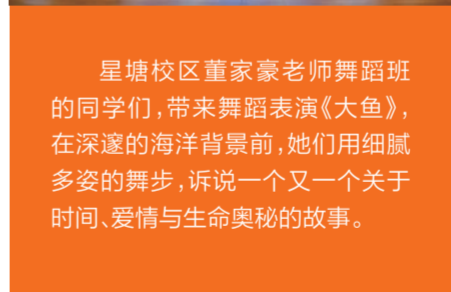 星塘校区董家豪老师舞蹈班
的同学们，带来舞蹈表演《大鱼》，
在深邃的海洋背景前，她们用细腻
多姿的舞步，诉说一个又一个关于
时间、爱情与生命奥秘的故事。